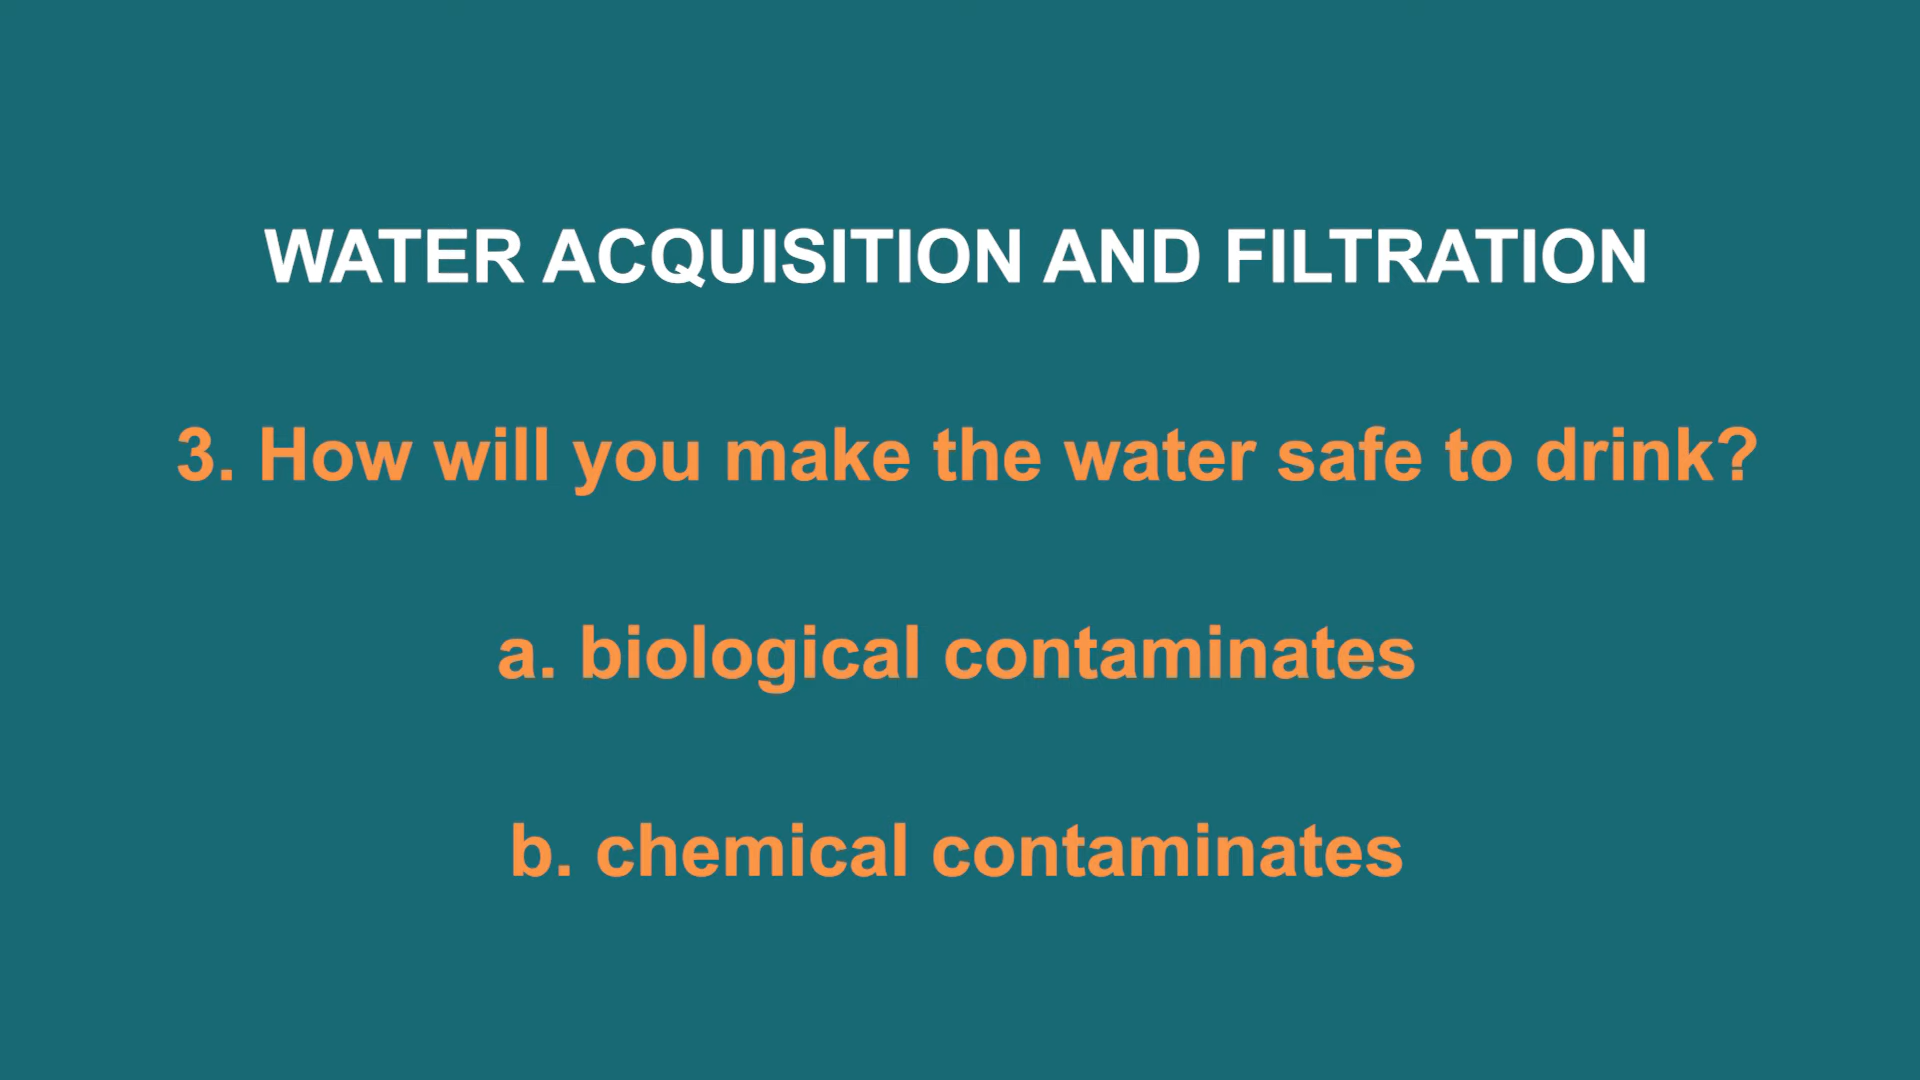 WATER ACQUISITION AND FILTRATION
3. How will you make the water safe to drink?
a. biological contaminates
b. chemical contaminates